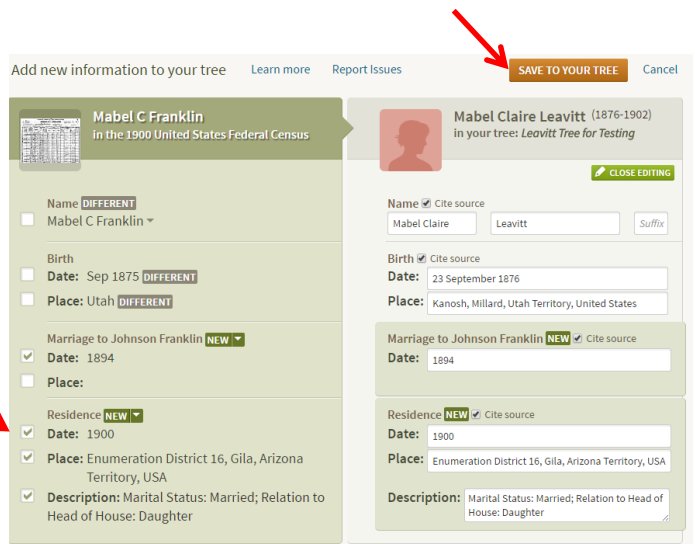 Add new information to your tree Learn more Report Issues SAVE TO YOUR TREE Cancel
Mabel C Franklin
in the 1900 United States Federal Census
Name DIFFERENT
Mabel C Franklin
Birth
Date: Sep 1875 DIFFERENT
Place: Utah DIFFERENT
Marriage to Johnson Franklin NEW
Date: 1894
Place:
Residence NEW
Date: 1900
Place: Enumeration District 16, Gila, Arizona
Territory, USA
Description: Marital Status: Married; Relation to
Head of House: Daughter
Mabel Claire Leavitt (1876-1902)
in your tree: Leavitt Tree for Testing
CLOSE EDITING
Name Cite source
Mabel Claire Leavitt Suffix
Birth Cite source
Date: 23 September 1876
Place: Kanosh, Millard, Utah Territory, United States
Marriage to Johnson Franklin NEW Cite source
Date: 1894
Residence NEW Cite source
Date: 1900
Place: Enumeration District 16, Gila, Arizona Territory, USA
Description: Marital Status: Married; Relation to Head of
House: Daughter